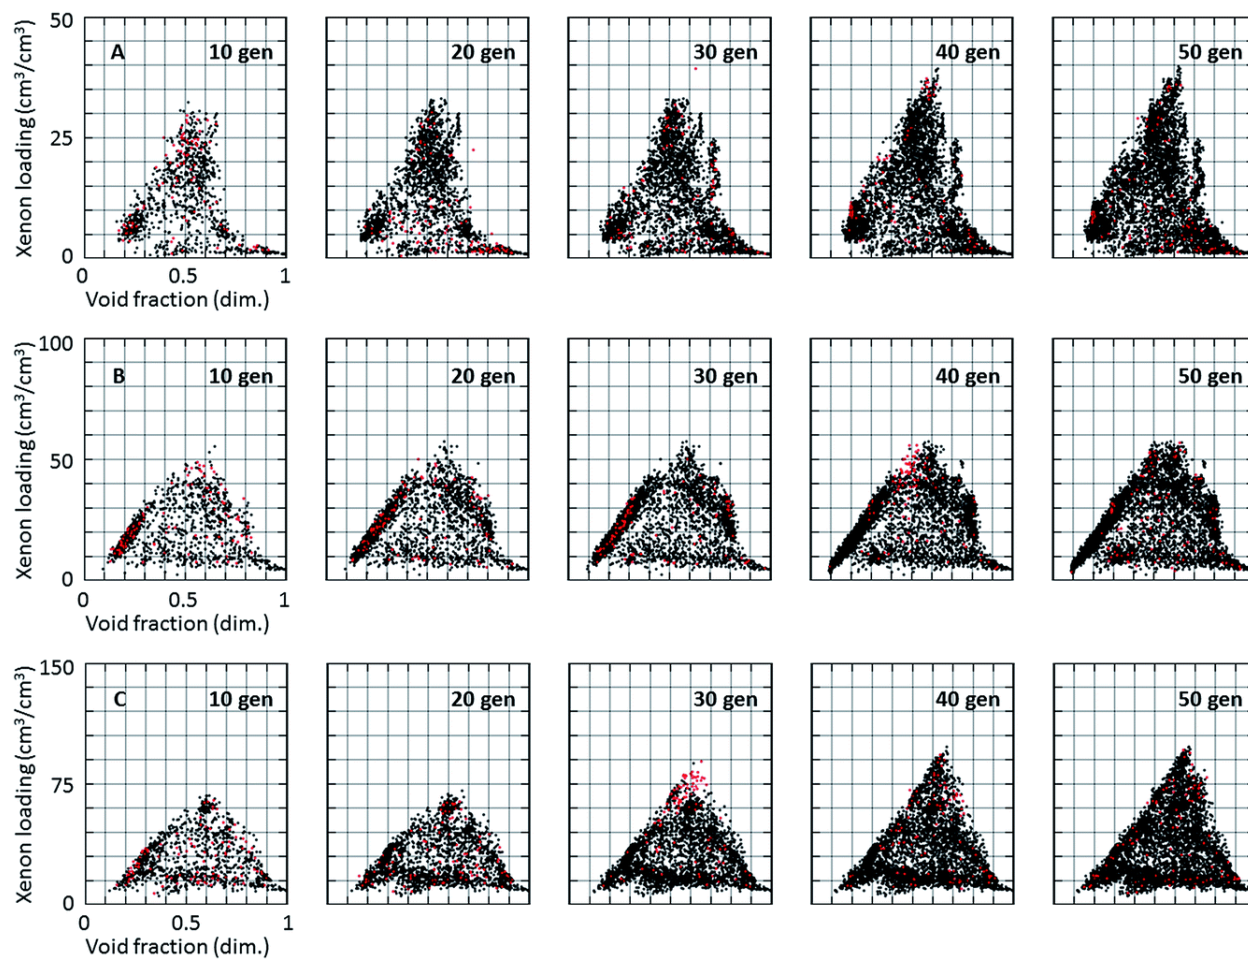 50
A 10 gen 20 gen 30 gen 40 gen 50 gen
Xenon loading (cm³/cm³)
25
0
0 0.5 1
Void fraction (dim.)
100
B 10 gen 20 gen 30 gen 40 gen 50 gen
Xenon loading (cm³/cm³)
50
0
0 0.5 1
Void fraction (dim.)
150
C 10 gen 20 gen 30 gen 40 gen 50 gen
Xenon loading (cm³/cm³)
75
0
0 0.5 1
Void fraction (dim.)